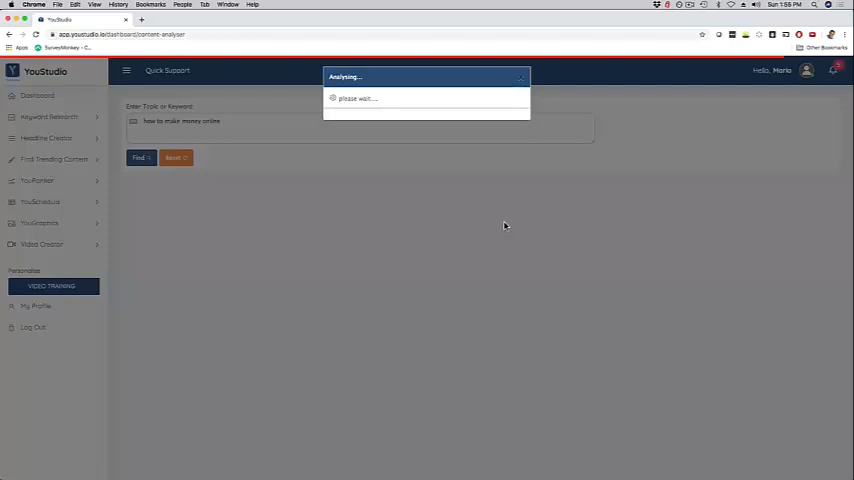 Chrome File Edit View History Bookmarks People Tab Window Help
Sun 1:55 PM
YouStudio
app.youstudio.io/dashboard/content-analyser
Apps SurveyMonkey – C...
Other Bookmarks
YouStudio
Quick Support
Hello, Mario
Analysing...
please wait....
Dashboard
Keyword Research
Headline Creator
Find Trending Content
YouRanker
YouSchedule
YouGraphics
Video Creator
Personalise
VIDEO TRAINING
My Profile
Log Out
Enter Topic or Keyword:
how to make money online
Find
Reset